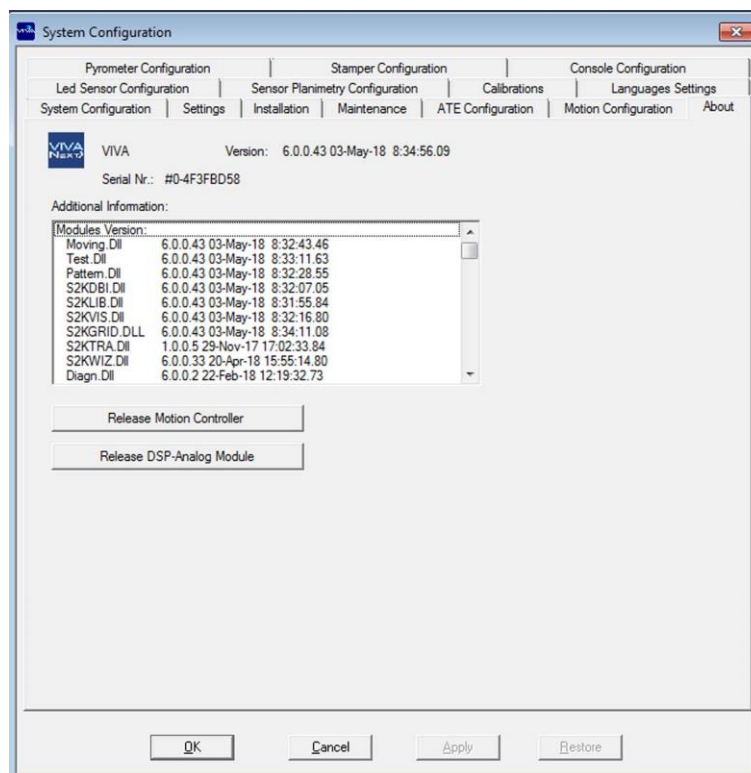 System Configuration
Pyrometer Configuration Stamper Configuration Console Configuration
Led Sensor Configuration Sensor Planimetry Configuration Calibrations Languages Settings
System Configuration Settings Installation Maintenance ATE Configuration Motion Configuration About
VIVA NEXT VIVA Version: 6.0.0.43 03-May-18 8:34:56.09
Serial Nr.: #0-4F3FBD58
Additional Information:
Modules Version:
Moving.Dll 6.0.0.43 03-May-18 8:32:43.46
Test.Dll 6.0.0.43 03-May-18 8:33:11.63
Pattern.Dll 6.0.0.43 03-May-18 8:32:28.55
S2KDBI.Dll 6.0.0.43 03-May-18 8:32:07.05
S2KLIB.Dll 6.0.0.43 03-May-18 8:31:55.84
S2KVIS.Dll 6.0.0.43 03-May-18 8:32:16.80
S2KGRID.DLL 6.0.0.43 03-May-18 8:34:11.08
S2KTRA.Dll 1.0.0.5 29-Nov-17 17:02:33.84
S2KWIZ.Dll 6.0.0.33 20-Apr-18 15:55:14.80
Diagn.Dll 6.0.0.2 22-Feb-18 12:19:32.73
Release Motion Controller
Release DSP-Analog Module
OK Cancel Apply Restore